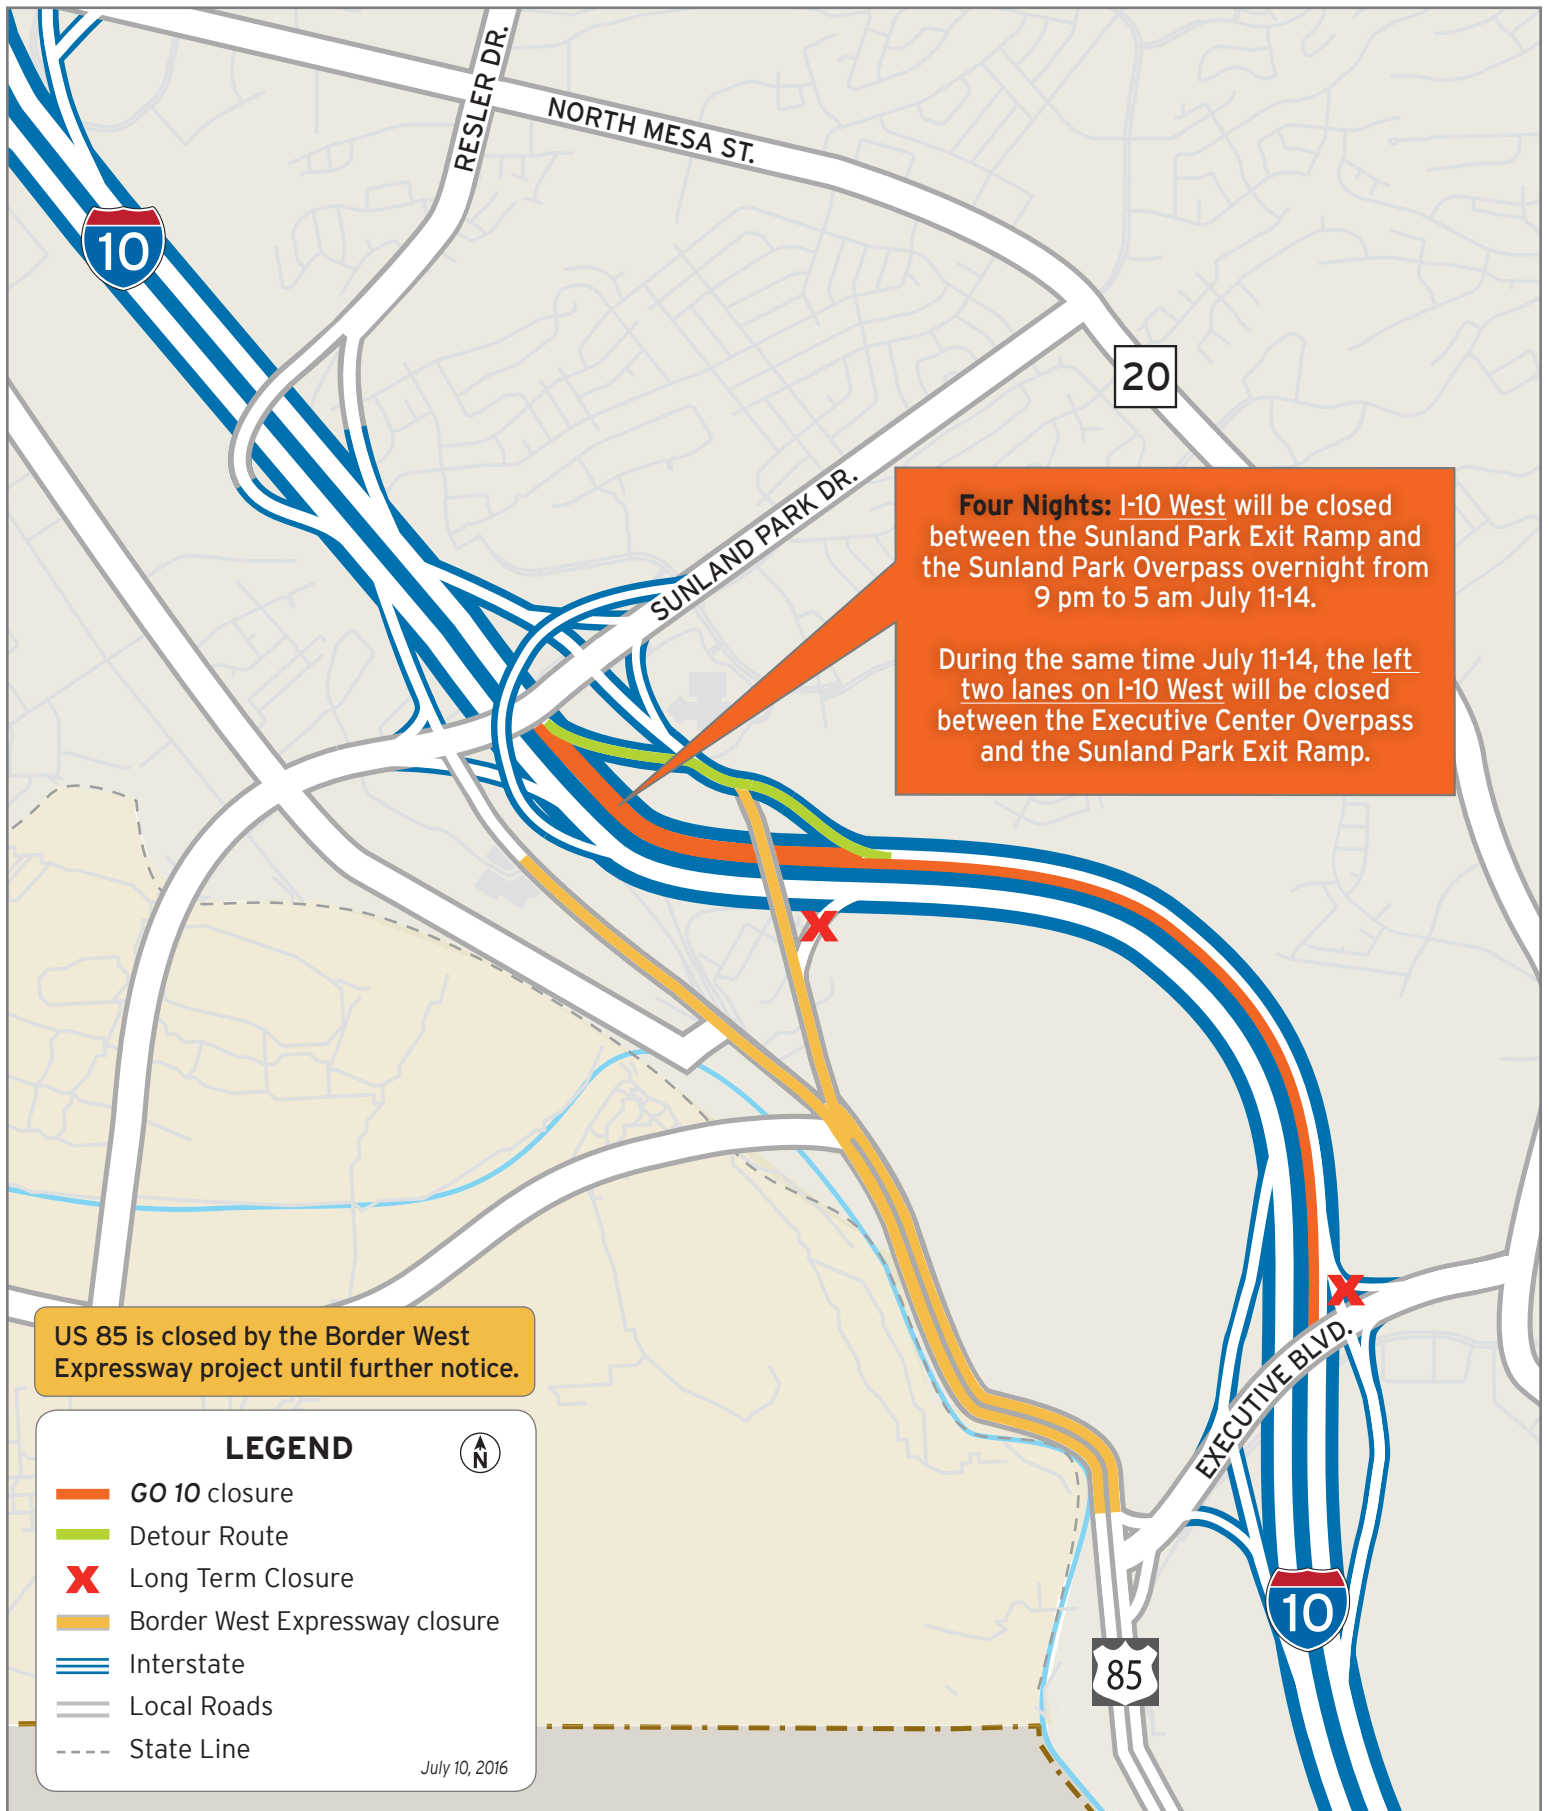 RESLER DR.
NORTH MESA ST.
10
20
SUNLAND PARK DR.
Four Nights: I-10 West will be closed
between the Sunland Park Exit Ramp and
the Sunland Park Overpass overnight from
9 pm to 5 am July 11-14.
During the same time July 11-14, the left
two lanes on I-10 West will be closed
between the Executive Center Overpass
and the Sunland Park Exit Ramp.
X
X
EXECUTIVE BLVD.
US 85 is closed by the Border West
Expressway project until further notice.
LEGEND
N
GO 10 closure
Detour Route
X Long Term Closure
Border West Expressway closure
Interstate
Local Roads
State Line
July 10, 2016
10
85